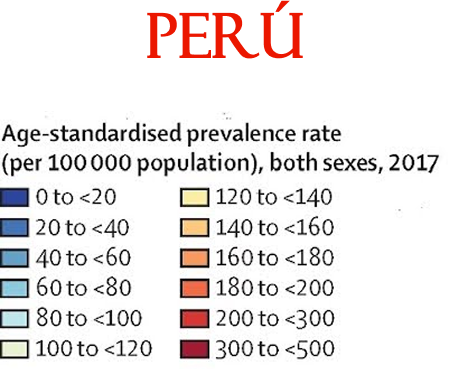 PERÚ
Age-standardised prevalence rate
(per 100 000 population), both sexes, 2017
0 to <20
20 to <40
40 to <60
60 to <80
80 to <100
100 to <120
120 to <140
140 to <160
160 to <180
180 to <200
200 to <300
300 to <500